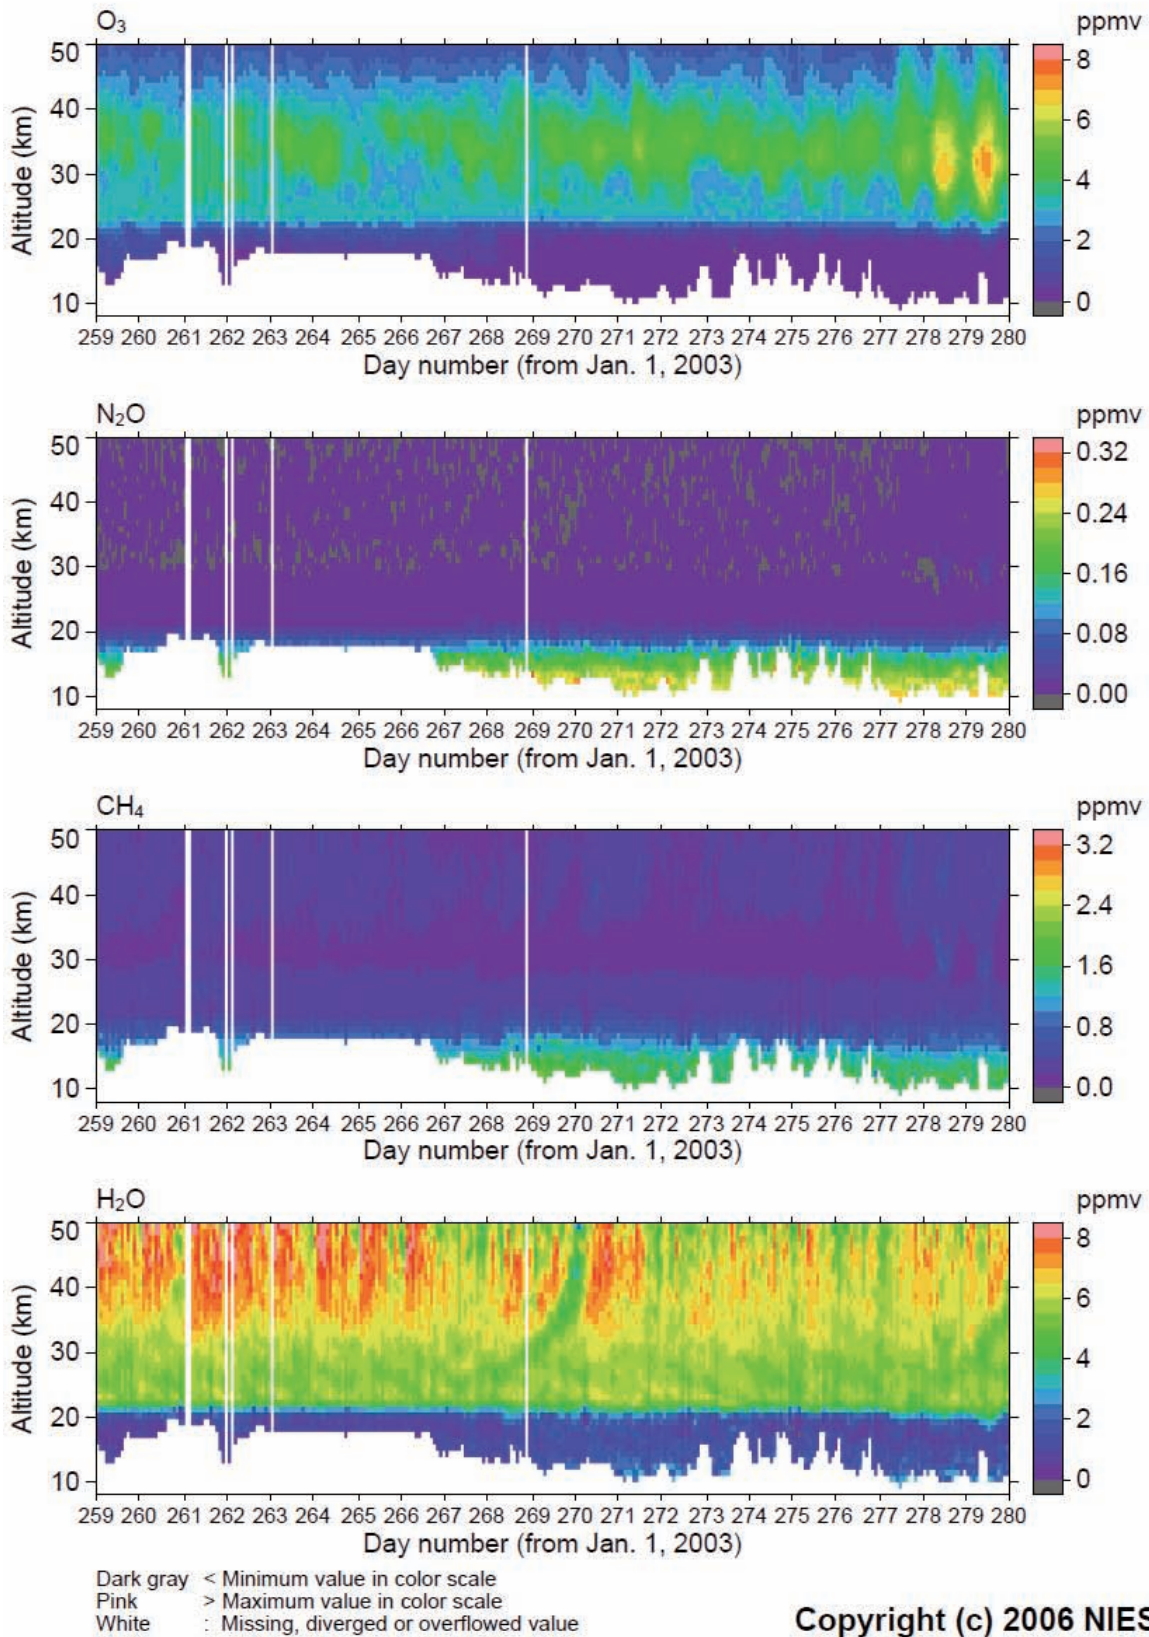 O₃
ppmv
50
40
30
20
10
Altitude (km)
8
6
4
2
0
259 260 261 262 263 264 265 266 267 268 269 270 271 272 273 274 275 276 277 278 279 280
Day number (from Jan. 1, 2003)
N₂O
ppmv
50
40
30
20
10
Altitude (km)
0.32
0.24
0.16
0.08
0.00
259 260 261 262 263 264 265 266 267 268 269 270 271 272 273 274 275 276 277 278 279 280
Day number (from Jan. 1, 2003)
CH₄
ppmv
50
40
30
20
10
Altitude (km)
3.2
2.4
1.6
0.8
0.0
259 260 261 262 263 264 265 266 267 268 269 270 271 272 273 274 275 276 277 278 279 280
Day number (from Jan. 1, 2003)
H₂O
ppmv
50
40
30
20
10
Altitude (km)
8
6
4
2
0
259 260 261 262 263 264 265 266 267 268 269 270 271 272 273 274 275 276 277 278 279 280
Day number (from Jan. 1, 2003)
Dark gray < Minimum value in color scale
Pink > Maximum value in color scale
White : Missing, diverged or overflowed value
Copyright (c) 2006 NIES